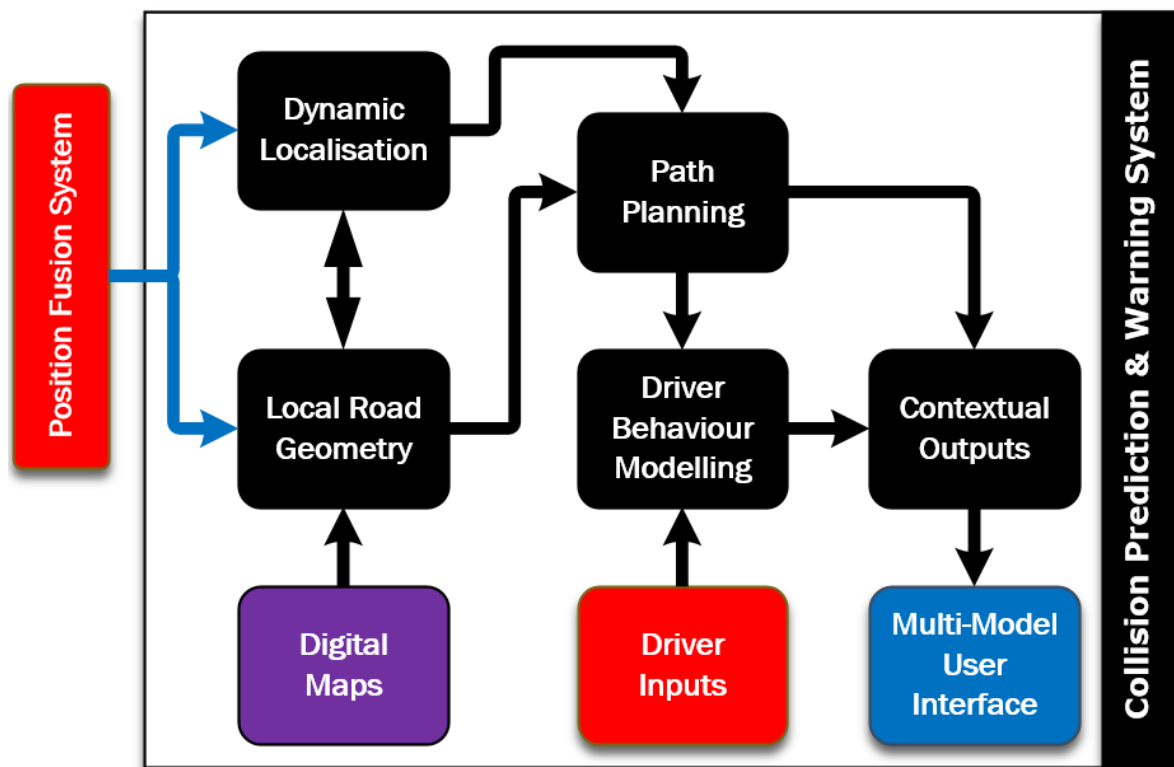 Position Fusion System
Dynamic
Localisation
Path
Planning
Local Road
Geometry
Driver
Behaviour
Modelling
Contextual
Outputs
Digital
Maps
Driver
Inputs
Multi-Model
User
Interface
Collision Prediction & Warning System